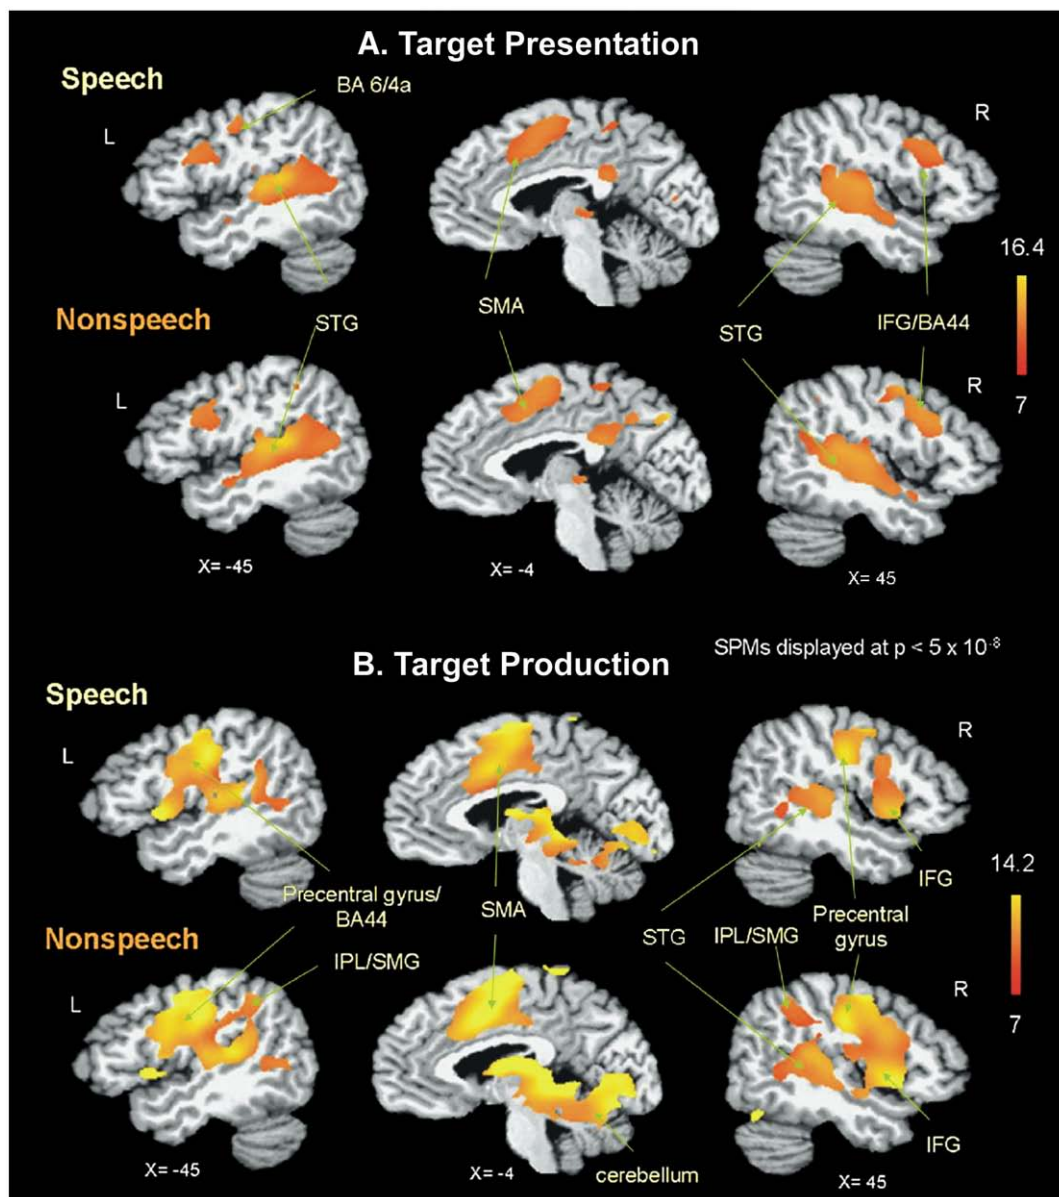 A. Target Presentation
Speech
BA 6/4a
L
R
16.4
7
STG
SMA
STG
IFG/BA44
Nonspeech
L
R
X= -45
X= -4
X= 45
SPMs displayed at p < 5 x 10⁻⁸
B. Target Production
Speech
L
R
14.2
7
Precentral gyrus/
BA44
SMA
STG
IPL/SMG
Precentral
gyrus
IFG
Nonspeech
IPL/SMG
L
R
X= -45
X= -4
cerebellum
X= 45
IFG